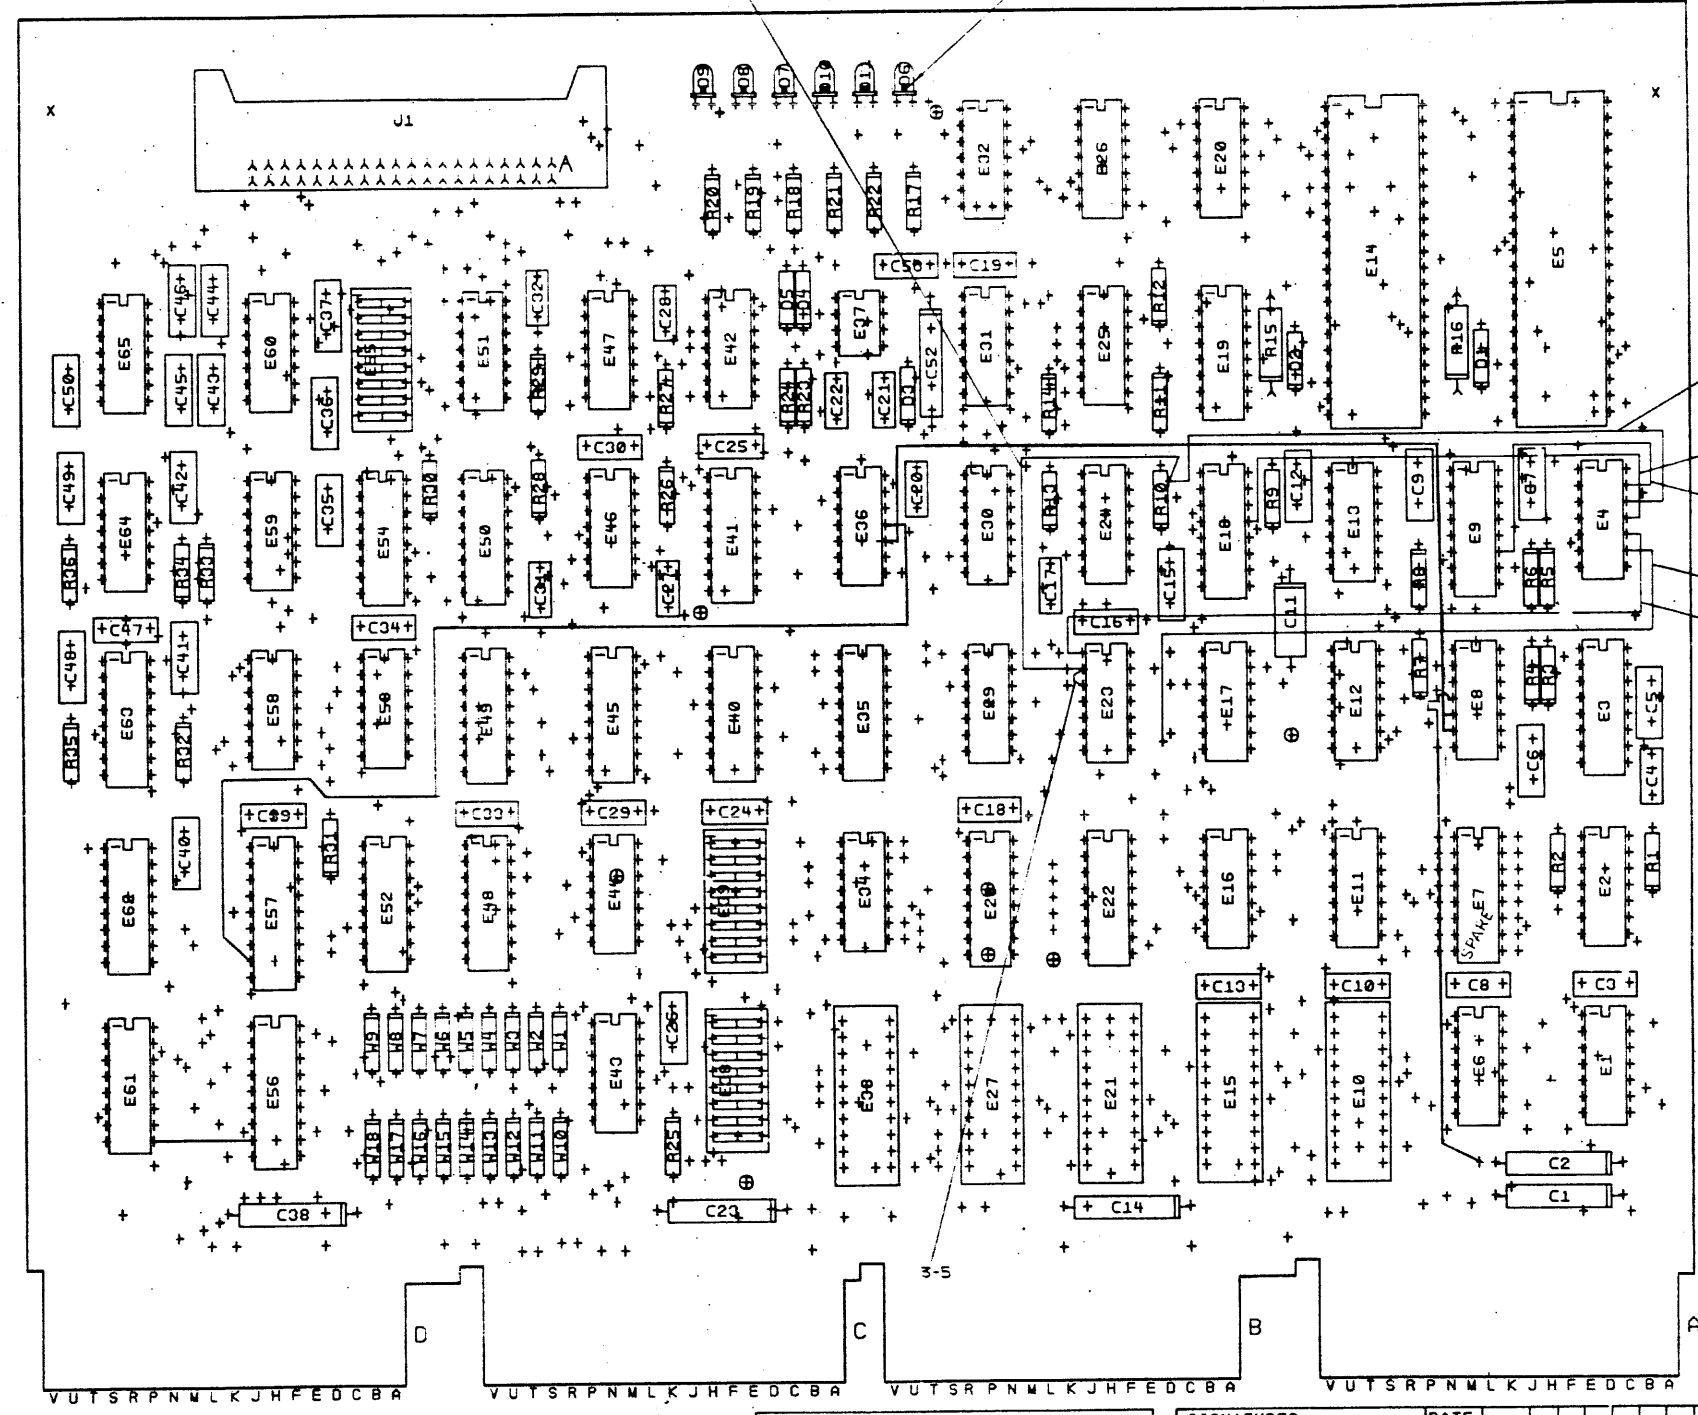 D9 D8 D7 D10 D11 D6
x x
J1
A
E32 E26 E20 E14 E5
R20 R19 R18 R21 R22 R17
C50+ +C19+
+C46+ +C44+ +C37+ +C32+ +C28+ D5 D4 R12
E65 E60 E55 E51 E47 E42 E37 +C52+ E31 E25 E19 R15 D2 R16 D1
+C50+ +C45+ +C43+ +C36+ R29 R27 R24 R23 +C22+ +C21+ D3 R14 R11
+C30+ +C25+
+C49+ +C42+ +C35+ R30 R28 R26 +C20+ R13 R10 R9 +C12+ +C9+ +C7+
E64 E59 E54 E50 E46 E41 E36 E30 E24 E18 E13 E9 E4
R36 R34 R33 +C31+ +C27+ +C17+ +C15+ C11 R8 R6 R5
+C47+ +C34+ +C16+
+C48+ +C41+ R7 R4 R3 +C5+
E63 E58 E49 E45 E40 E35 E29 E23 E17 E12 E8 E3
R35 R32 +C6+ +C4+
+C39+ +C33+ +C29+ +C24+ +C18+
+C40+ R31 R2 R1
E57 E52 E48 E39 E34 E28 E22 E16 E11 E7 E2
SPARE
+C13+ +C10+ +C8+ +C3+
W9 W8 W7 W6 W5 W4 W3 W2 W1 +C26+
E61 E56 E43 E38 E27 E21 E15 E10 E6 E1
W18 W17 W16 W15 W14 W13 W12 W11 W10 R25
C2
C38 C23 C14 C1
3-5
D C B A
V U T S R P N M L K J H F E D C B A V U T S R P N M L K J H F E D C B A V U T S R P N M L K J H F E D C B A V U T S R P N M L K J H F E D C B A
DATE